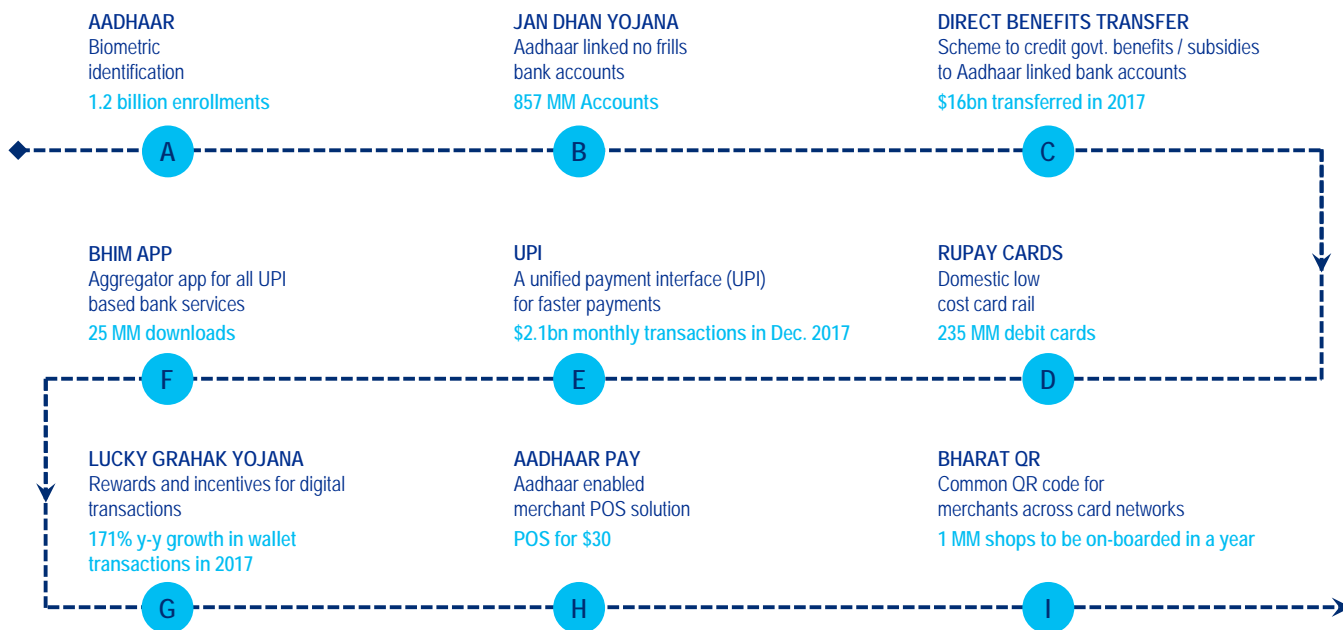 AADHAAR
Biometric
identification
1.2 billion enrollments
A
JAN DHAN YOJANA
Aadhaar linked no frills
bank accounts
857 MM Accounts
B
DIRECT BENEFITS TRANSFER
Scheme to credit govt. benefits / subsidies
to Aadhaar linked bank accounts
$16bn transferred in 2017
C
RUPAY CARDS
Domestic low
cost card rail
235 MM debit cards
D
UPI
A unified payment interface (UPI)
for faster payments
$2.1bn monthly transactions in Dec. 2017
E
BHIM APP
Aggregator app for all UPI
based bank services
25 MM downloads
F
LUCKY GRAHAK YOJANA
Rewards and incentives for digital
transactions
171% y-y growth in wallet
transactions in 2017
G
AADHAAR PAY
Aadhaar enabled
merchant POS solution
POS for $30
H
BHARAT QR
Common QR code for
merchants across card networks
1 MM shops to be on-boarded in a year
I